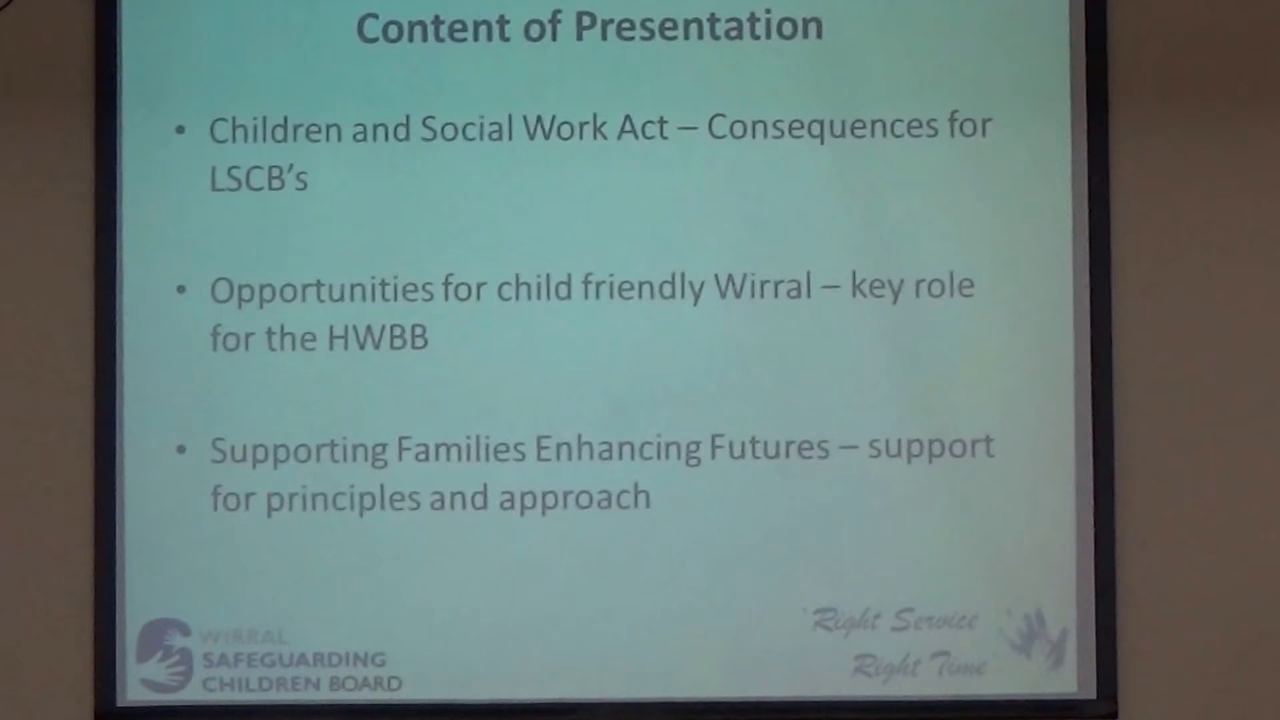 Content of Presentation
• Children and Social Work Act – Consequences for
LSCB's
• Opportunities for child friendly Wirral – key role
for the HWBB
• Supporting Families Enhancing Futures – support
for principles and approach
WIRRAL
SAFEGUARDING
CHILDREN BOARD
'Right Service
Right Time